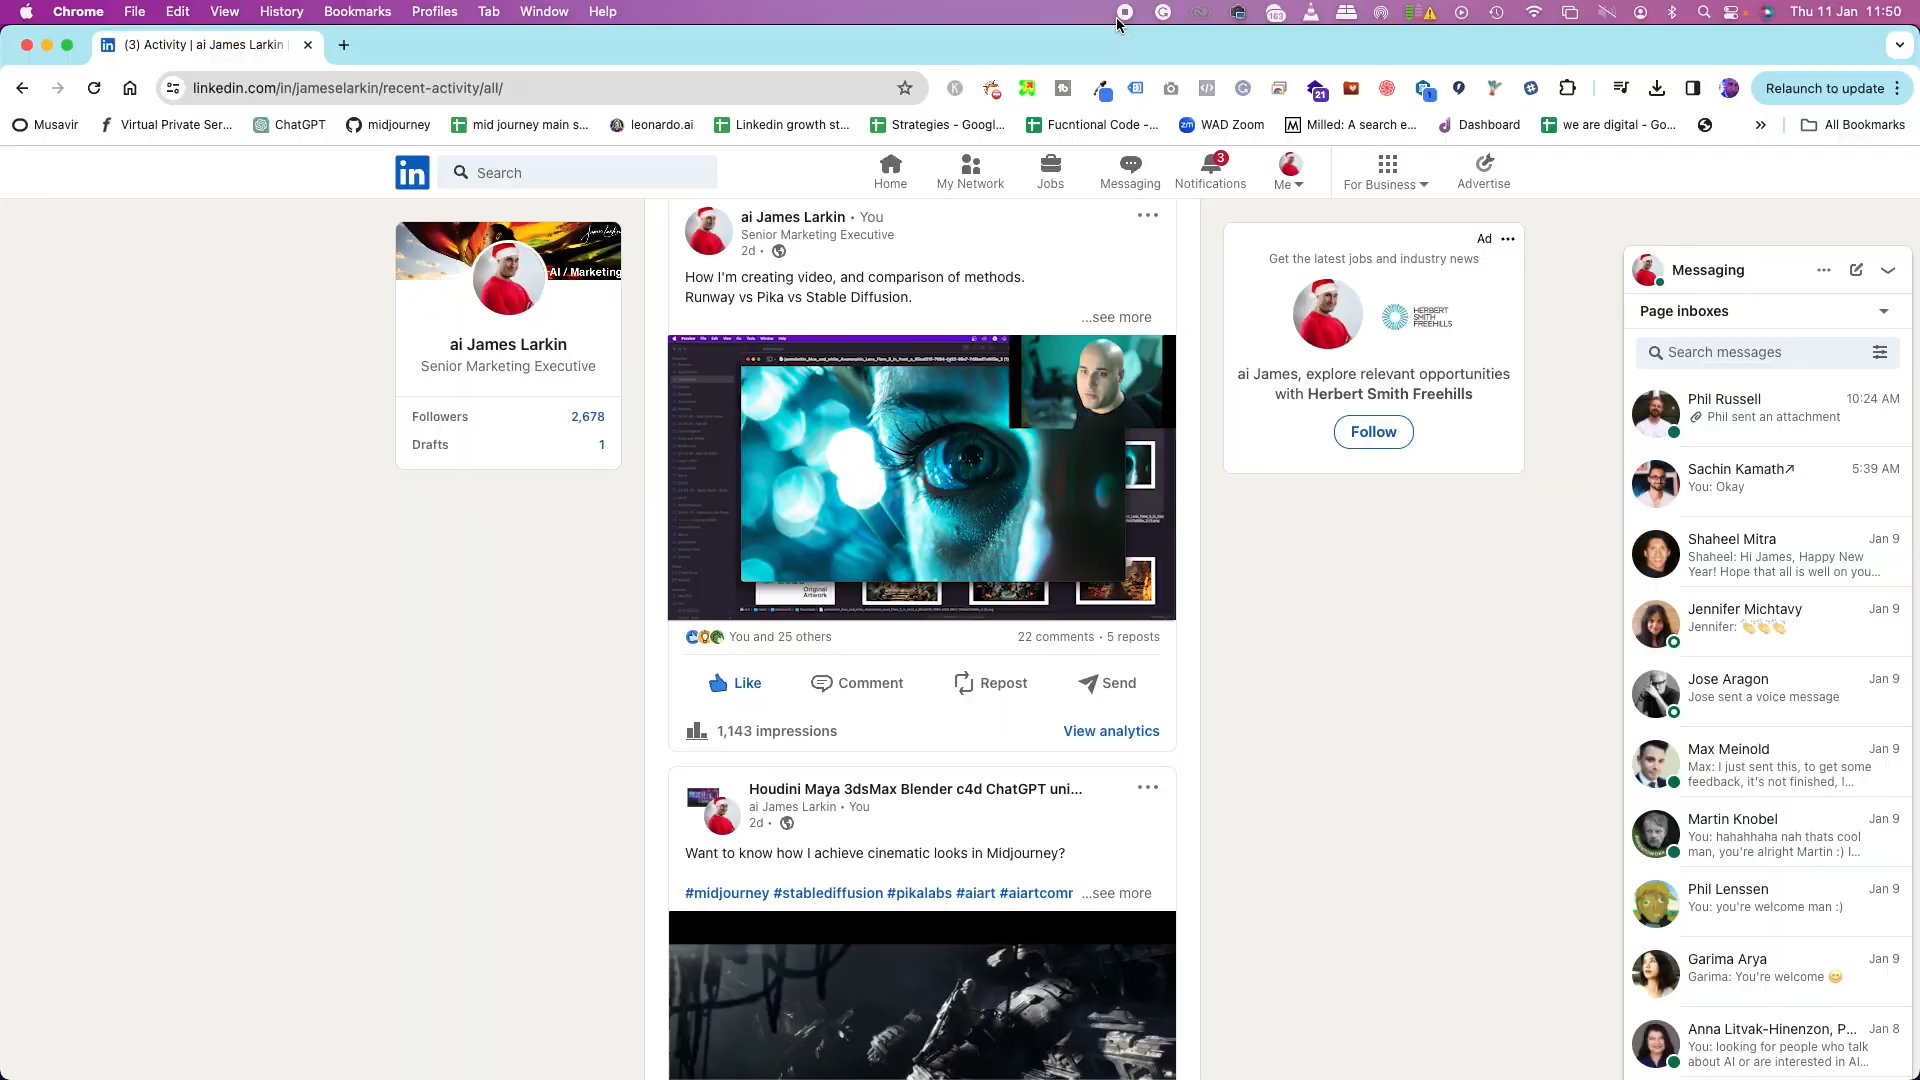 Chrome File Edit View History Bookmarks Profiles Tab Window Help
163
Thu 11 Jan 11:50
(3) Activity | ai James Larkin
linkedin.com/in/jameselarkin/recent-activity/all/
21
1
Relaunch to update
Musavir
Virtual Private Ser...
ChatGPT
midjourney
mid journey main s...
leonardo.ai
Linkedin growth st...
Strategies - Googl...
Fucntional Code -...
WAD Zoom
Milled: A search e...
Dashboard
we are digital - Go...
All Bookmarks
in
Search
Home
My Network
Jobs
Messaging
3
Notifications
Me
For Business
Advertise
James Larkin
AI / Marketing
ai James Larkin
Senior Marketing Executive
Followers 2,678
Drafts 1
ai James Larkin • You
Senior Marketing Executive
2d •
How I'm creating video, and comparison of methods.
Runway vs Pika vs Stable Diffusion.
...see more
Original
Artwork
You and 25 others
22 comments • 5 reposts
Like
Comment
Repost
Send
1,143 impressions
View analytics
Houdini Maya 3dsMax Blender c4d ChatGPT uni...
ai James Larkin • You
2d •
Want to know how I achieve cinematic looks in Midjourney?
#midjourney #stablediffusion #pikalabs #aiart #aiartcomr ...see more
Ad
Get the latest jobs and industry news
HERBERT
SMITH
FREEHILLS
ai James, explore relevant opportunities
with Herbert Smith Freehills
Follow
Messaging
Page inboxes
Search messages
Phil Russell 10:24 AM
Phil sent an attachment
Sachin Kamath↗ 5:39 AM
You: Okay
Shaheel Mitra Jan 9
Shaheel: Hi James, Happy New
Year! Hope that all is well on you...
Jennifer Michtavy Jan 9
Jennifer: 👏👏👏
Jose Aragon Jan 9
Jose sent a voice message
Max Meinold Jan 9
Max: I just sent this, to get some
feedback, it's not finished, I...
Martin Knobel Jan 9
You: hahahhaha nah thats cool
man, you're alright Martin :) I...
Phil Lenssen Jan 9
You: you're welcome man :)
Garima Arya Jan 9
Garima: You're welcome 😊
Anna Litvak-Hinenzon, P... Jan 8
You: looking for people who talk
about AI or are interested in AI...